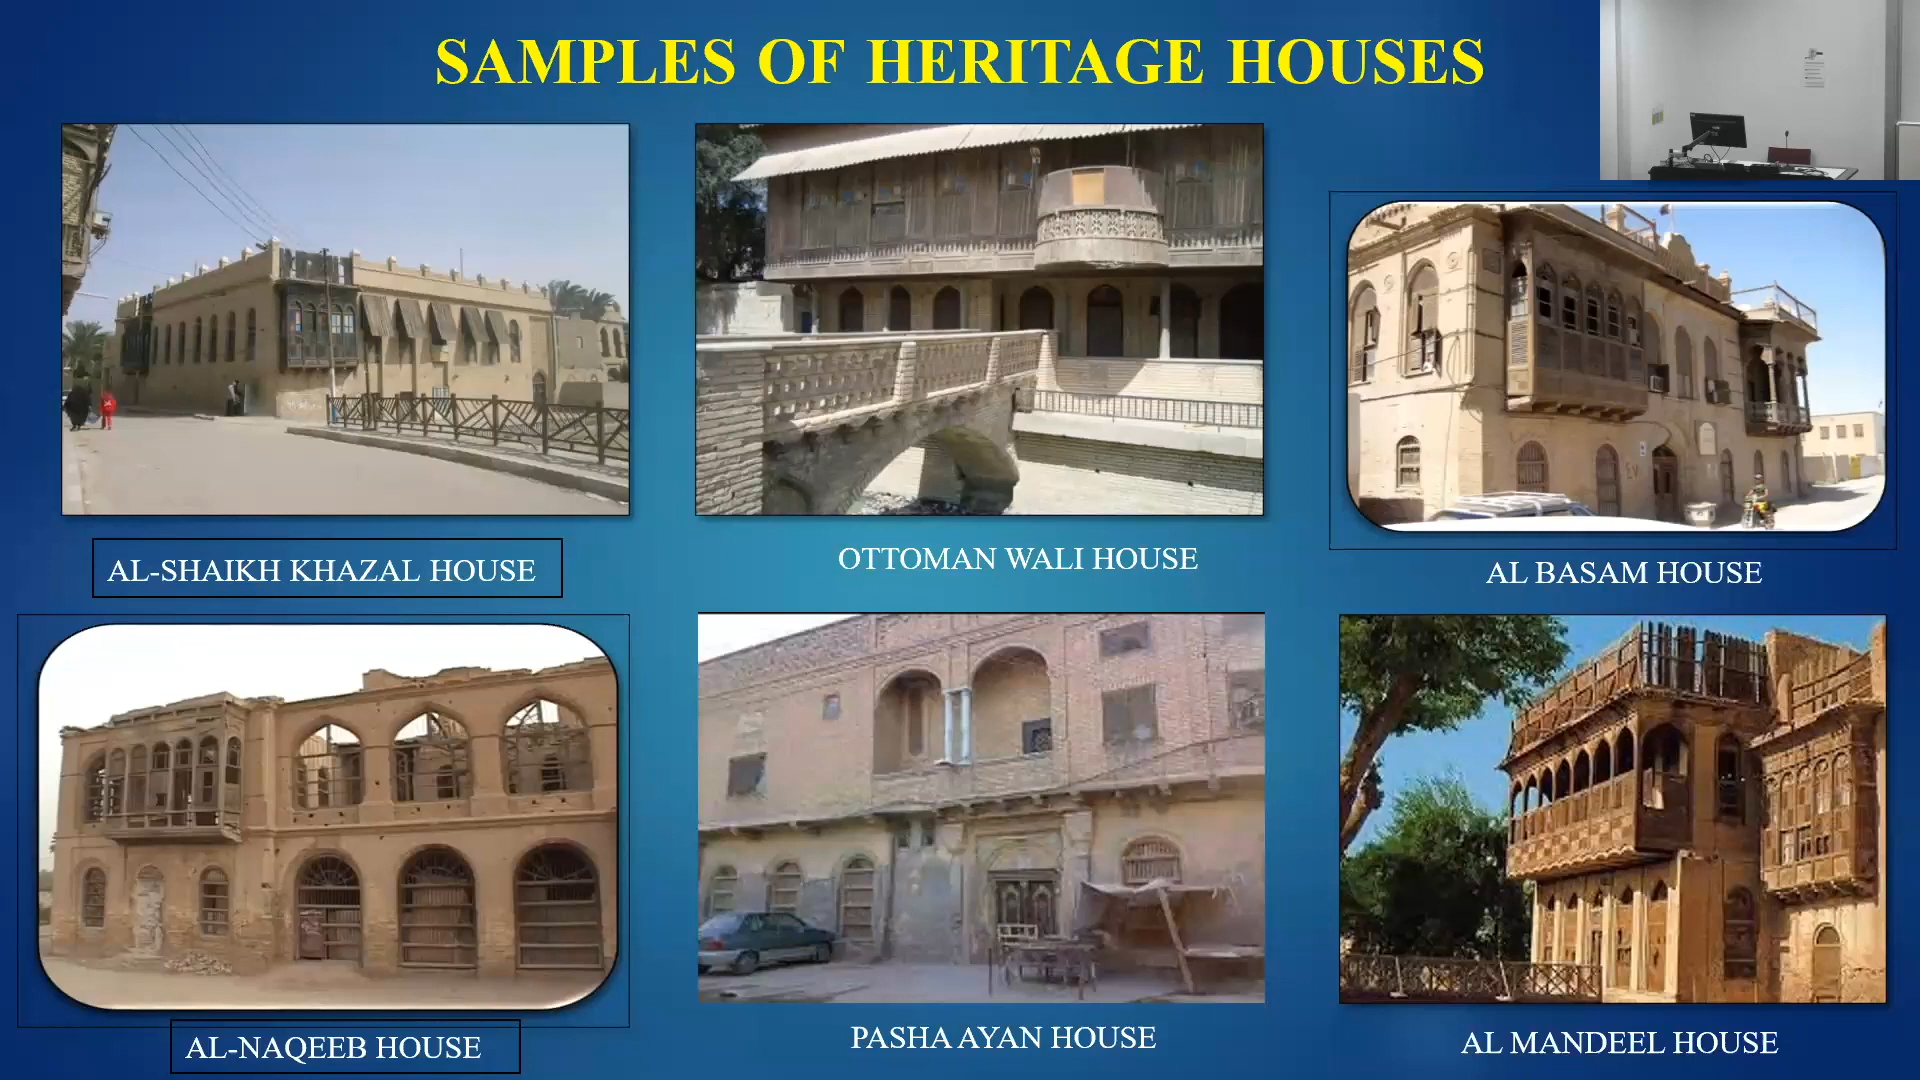 SAMPLES OF HERITAGE HOUSES
AL-SHAIKH KHAZAL HOUSE
OTTOMAN WALI HOUSE
AL BASAM HOUSE
AL-NAQEEB HOUSE
PASHA AYAN HOUSE
AL MANDEEL HOUSE